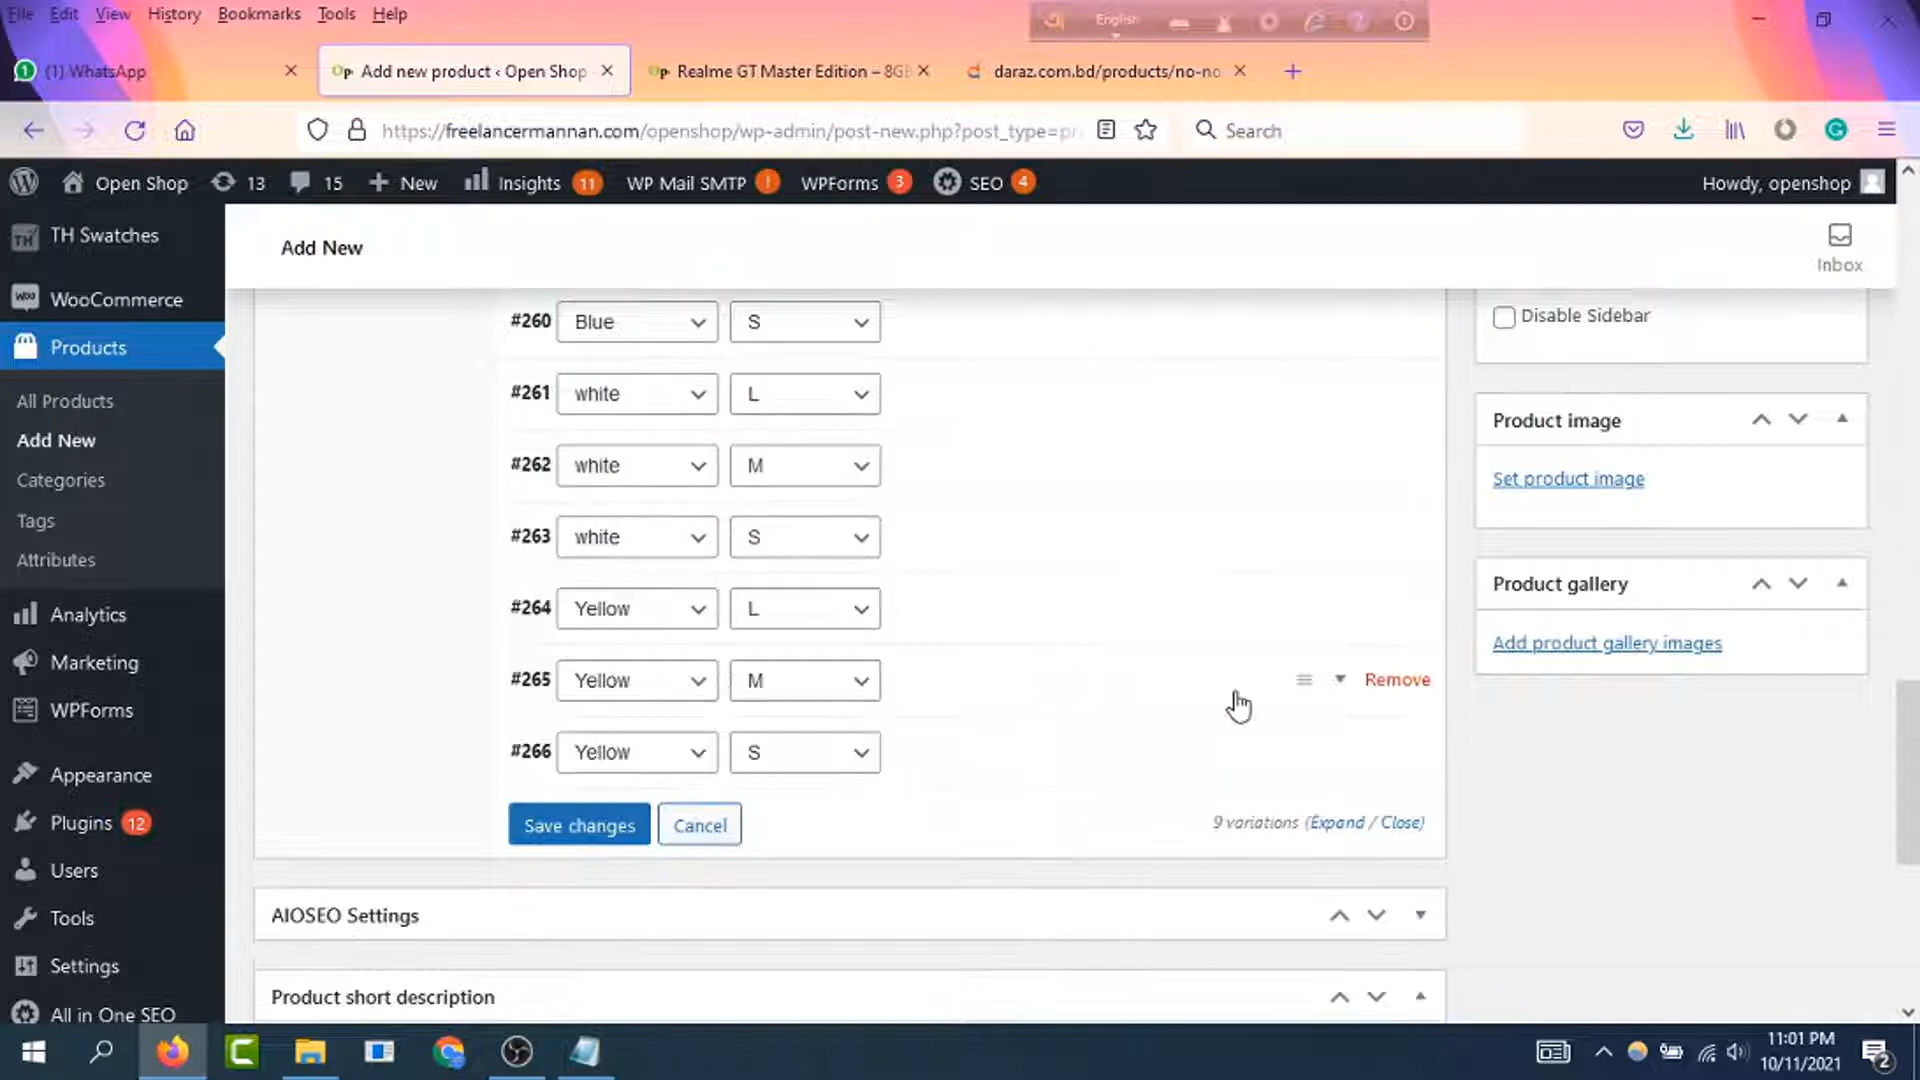 File Edit View History Bookmarks Tools Help
English
(1) WhatsApp
Add new product ‹ Open Shop
Realme GT Master Edition – 8GB
daraz.com.bd/products/no-no
https://freelancermannan.com/openshop/wp-admin/post-new.php?post_type=pr
Search
Open Shop 13 15 New Insights 11 WP Mail SMTP ! WPForms 3 SEO 4 Howdy, openshop
TH Swatches
WooCommerce
Products
All Products
Add New
Categories
Tags
Attributes
Analytics
Marketing
WPForms
Appearance
Plugins 12
Users
Tools
Settings
All in One SEO
Add New
Inbox
#260 Blue S
#261 white L
#262 white M
#263 white S
#264 Yellow L
#265 Yellow M Remove
#266 Yellow S
Save changes Cancel 9 variations (Expand / Close)
AIOSEO Settings
Product short description
Disable Sidebar
Product image
Set product image
Product gallery
Add product gallery images
11:01 PM
10/11/2021
2